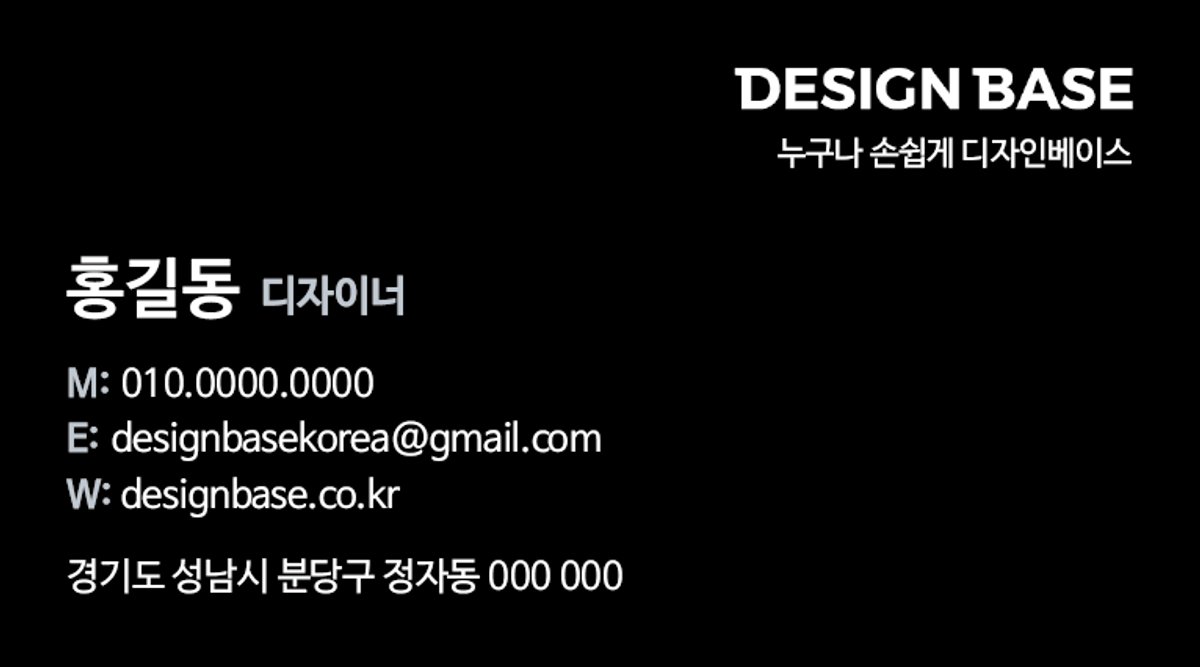 DESIGN BASE
누구나 손쉽게 디자인베이스
홍길동 디자이너
M: 010.0000.0000
E: designbasekorea@gmail.com
W: designbase.co.kr
경기도 성남시 분당구 정자동 000 000